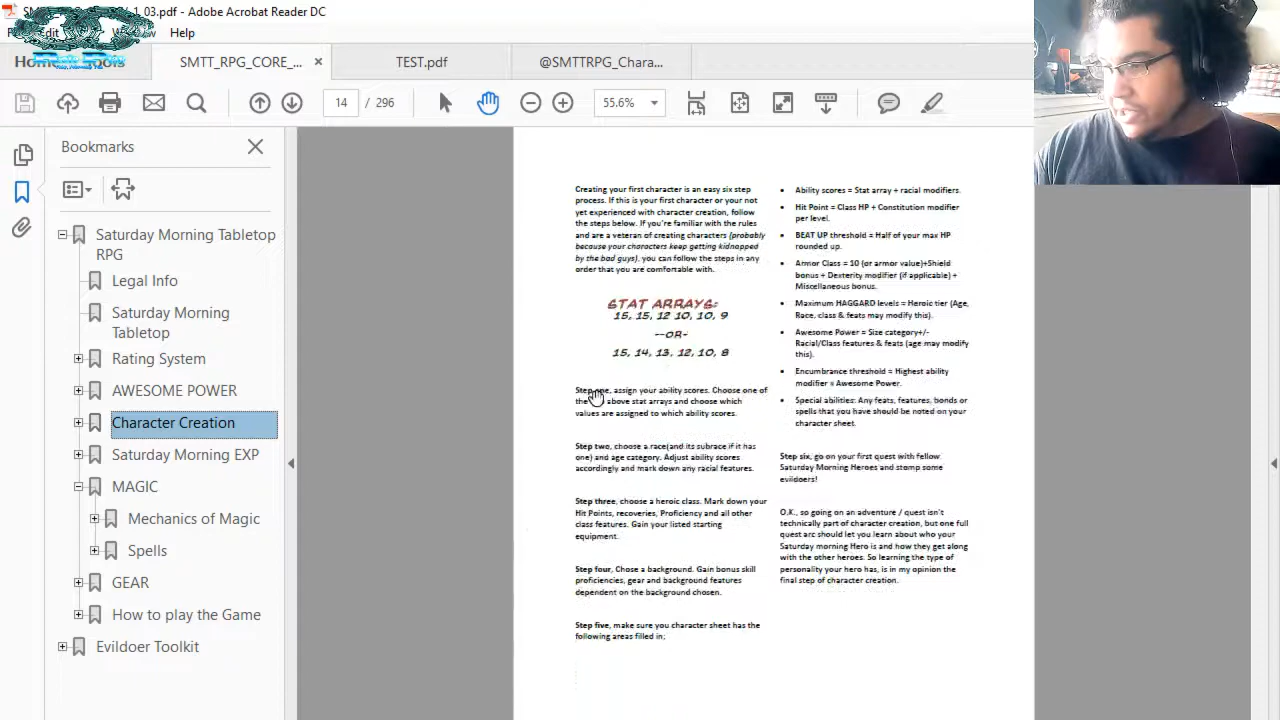 1_03.pdf - Adobe Acrobat Reader DC
Help
SMTT_RPG_CORE_...
TEST.pdf
@SMTTRPG_Chara...
14 / 296
55.6%
Bookmarks
Saturday Morning Tabletop
RPG
Legal Info
Saturday Morning
Tabletop
Rating System
AWESOME POWER
Character Creation
Saturday Morning EXP
MAGIC
Mechanics of Magic
Spells
GEAR
How to play the Game
Evildoer Toolkit
Creating your first character is an easy six step
process. If this is your first character or your not
yet experienced with character creation, follow
the steps below. If you're familiar with the rules
and are a veteran of creating characters (probably
because your characters keep getting kidnapped
by the bad guys), you can follow the steps in any
order that you are comfortable with.
STAT ARRAYS:
15, 15, 12 10, 10, 9
--OR-
15, 14, 13, 12, 10, 8
Step one, assign your ability scores. Choose one of
the above stat arrays and choose which
values are assigned to which ability scores.
Step two, choose a race(and its subrace if it has
one) and age category. Adjust ability scores
accordingly and mark down any racial features.
Step three, choose a heroic class. Mark down your
Hit Points, recoveries, Proficiency and all other
class features. Gain your listed starting
equipment.
Step four, Chose a background. Gain bonus skill
proficiencies, gear and background features
dependent on the background chosen.
Step five, make sure you character sheet has the
following areas filled in;
• Ability scores = Stat array + racial modifiers.
• Hit Point = Class HP + Constitution modifier
per level.
• BEAT UP threshold = Half of your max HP
rounded up.
• Armor Class = 10 (or armor value)+Shield
bonus + Dexterity modifier (if applicable) +
Miscellaneous bonus.
• Maximum HAGGARD levels = Heroic tier (Age,
Race, class & feats may modify this).
• Awesome Power = Size category+/-
Racial/Class features & feats (age may modify
this).
• Encumbrance threshold = Highest ability
modifier + Awesome Power.
• Special abilities: Any feats, features, bonds or
spells that you have should be noted on your
character sheet.
Step six, go on your first quest with fellow
Saturday Morning Heroes and stomp some
evildoers!
O.K., so going on an adventure / quest isn't
technically part of character creation, but one full
quest arc should let you learn about who your
Saturday morning Hero is and how they get along
with the other heroes. So learning the type of
personality your hero has, is in my opinion the
final step of character creation.